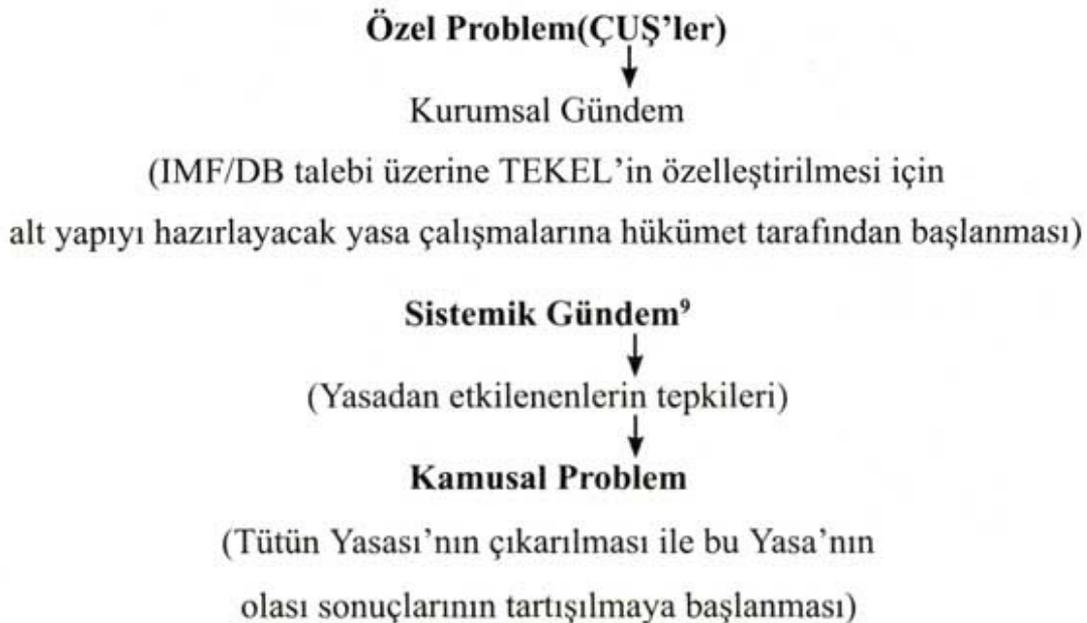 Özel Problem(ÇUŞ’ler)
Kurumsal Gündem
(IMF/DB talebi üzerine TEKEL’in özelleştirilmesi için
alt yapıyı hazırlayacak yasa çalışmalarına hükümet tarafından başlanması)
Sistemik Gündem⁹
(Yasadan etkilenenlerin tepkileri)
Kamusal Problem
(Tütün Yasası’nın çıkarılması ile bu Yasa’nın
olası sonuçlarının tartışılmaya başlanması)